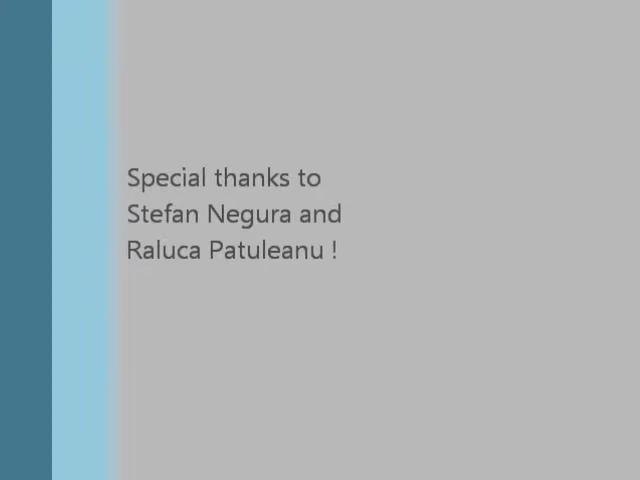 Special thanks to
Stefan Negura and
Raluca Patuleanu !